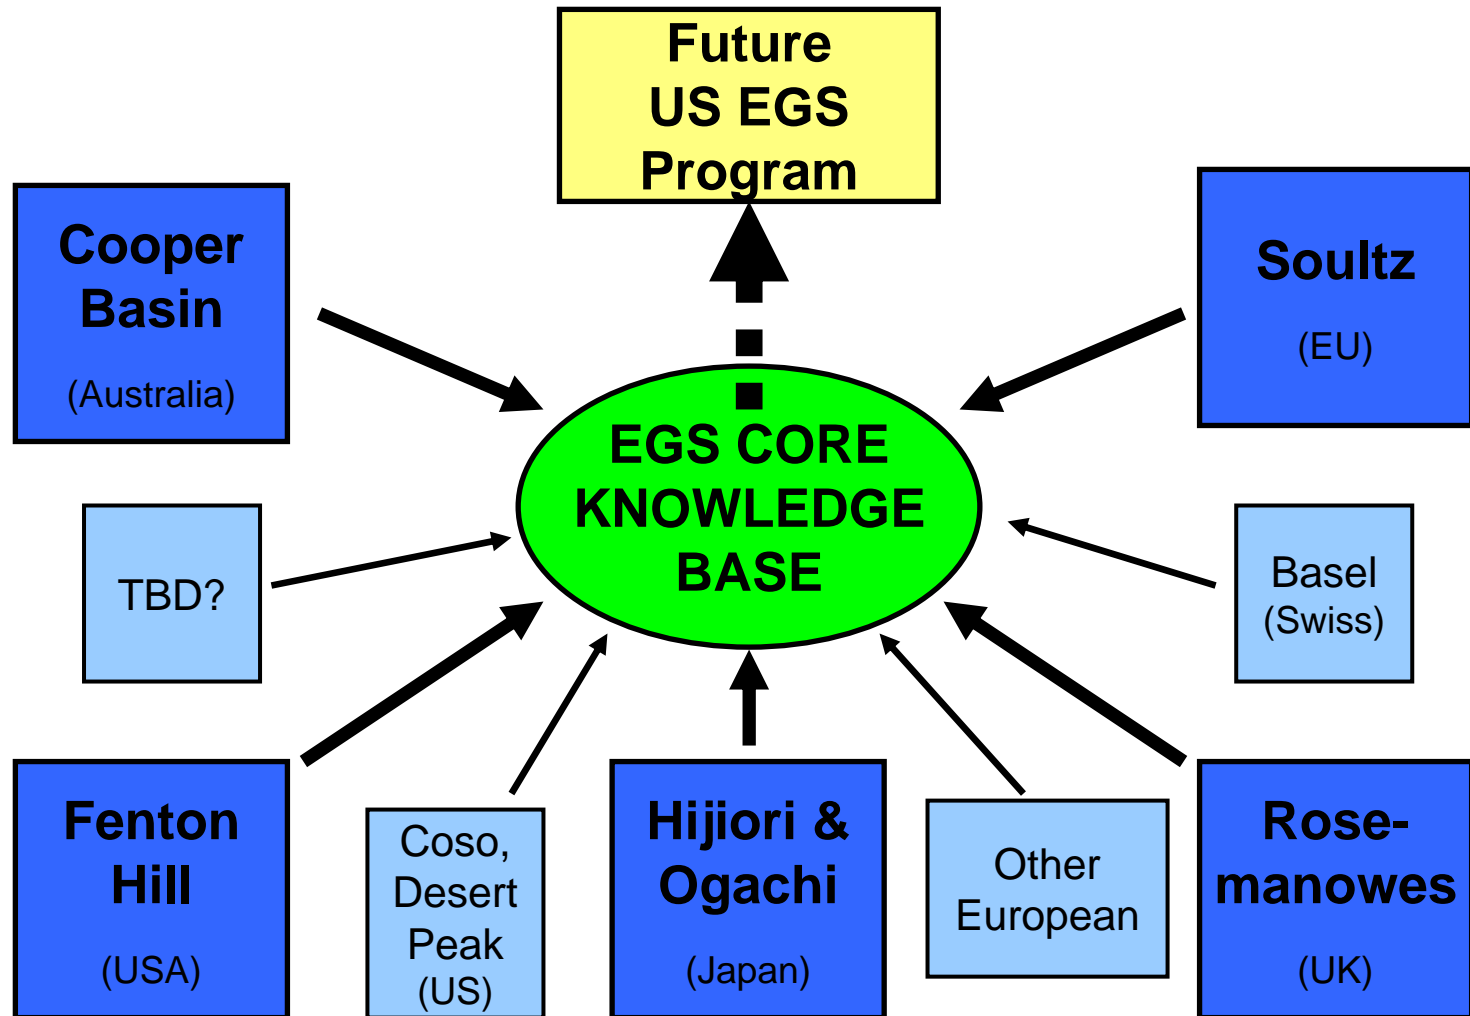 Future
US EGS
Program
Cooper
Basin
(Australia)
Soultz
(EU)
EGS CORE
KNOWLEDGE
BASE
TBD?
Basel
(Swiss)
Fenton
Hill
(USA)
Coso,
Desert
Peak
(US)
Hijiori &
Ogachi
(Japan)
Other
European
Rose-
manowes
(UK)